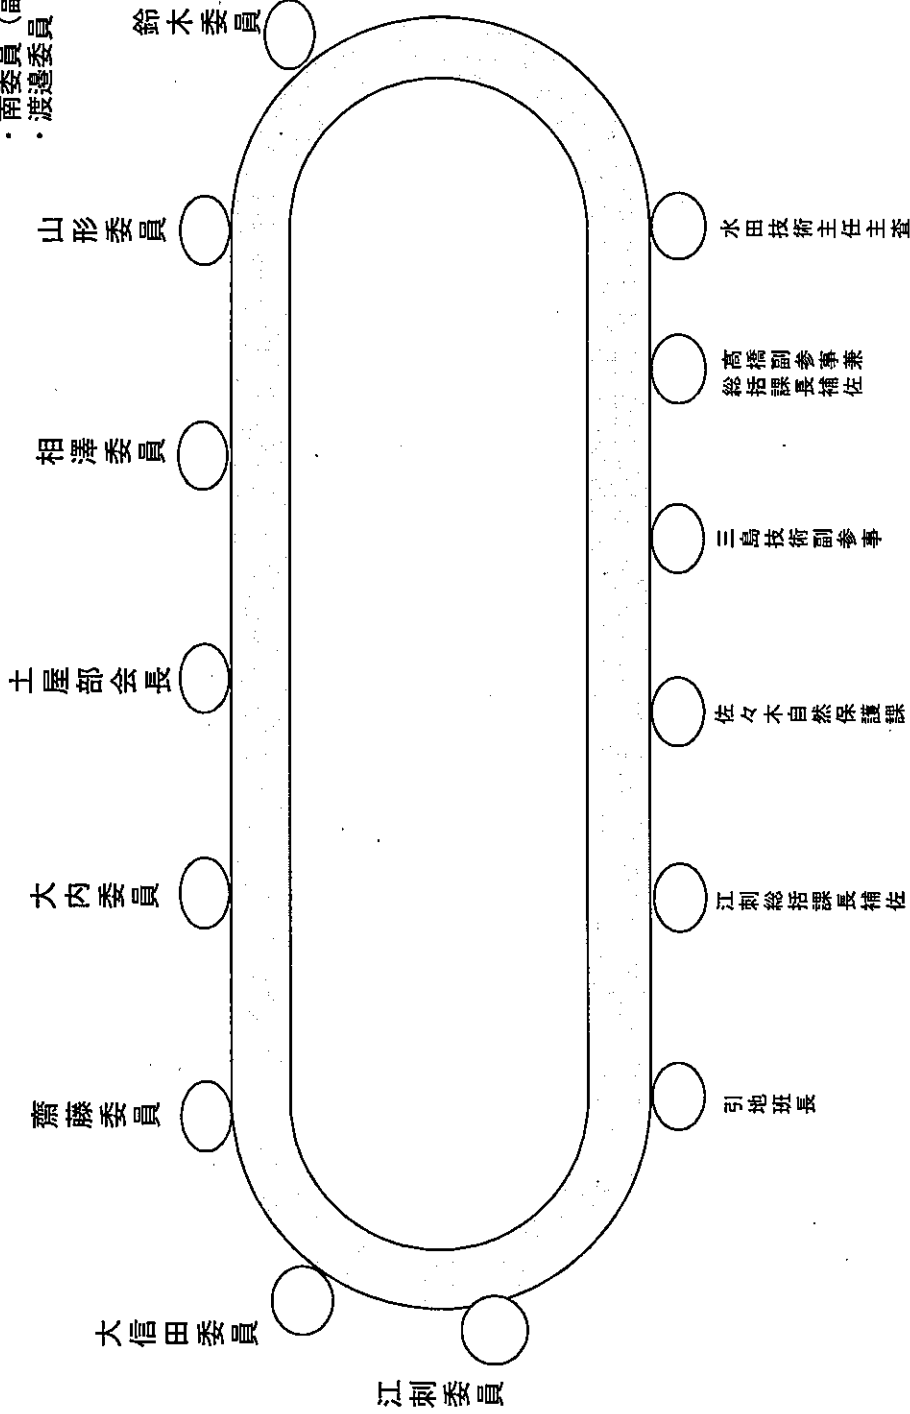 ・南委員（副
・渡邊委員
鈴木委員
山形委員
相澤委員
土屋部会長
大内委員
齋藤委員
大信田委員
江刺委員
水田技術主任主査
高橋副参事兼
総括課長補佐
三島技術副参事
佐々木自然保護課
江刺総括課長補佐
引地班長